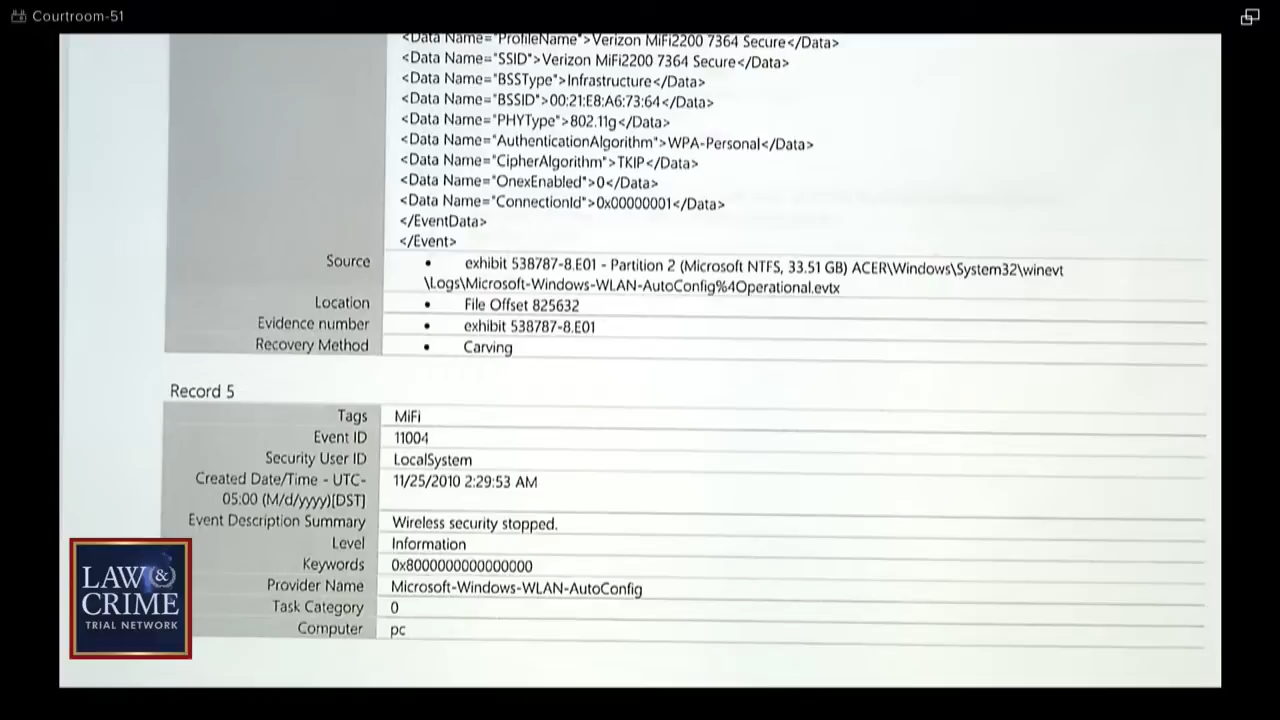 Courtroom-51
<Data Name="ProfileName">Verizon MiFi2200 7364 Secure</Data>
<Data Name="SSID">Verizon MiFi2200 7364 Secure</Data>
<Data Name="BSSType">Infrastructure</Data>
<Data Name="BSSID">00:21:E8:A6:73:64</Data>
<Data Name="PHYType">802.11g</Data>
<Data Name="AuthenticationAlgorithm">WPA-Personal</Data>
<Data Name="CipherAlgorithm">TKIP</Data>
<Data Name="OnexEnabled">0</Data>
<Data Name="ConnectionId">0x00000001</Data>
</EventData>
</Event>
Source • exhibit 538787-8.E01 - Partition 2 (Microsoft NTFS, 33.51 GB) ACER\Windows\System32\winevt
\Logs\Microsoft-Windows-WLAN-AutoConfig%4Operational.evtx
Location • File Offset 825632
Evidence number • exhibit 538787-8.E01
Recovery Method • Carving
Record 5
Tags MiFi
Event ID 11004
Security User ID LocalSystem
Created Date/Time - UTC- 11/25/2010 2:29:53 AM
05:00 (M/d/yyyy)[DST]
Event Description Summary Wireless security stopped.
Level Information
Keywords 0x8000000000000000
Provider Name Microsoft-Windows-WLAN-AutoConfig
Task Category 0
Computer pc
LAW &
CRIME
TRIAL NETWORK